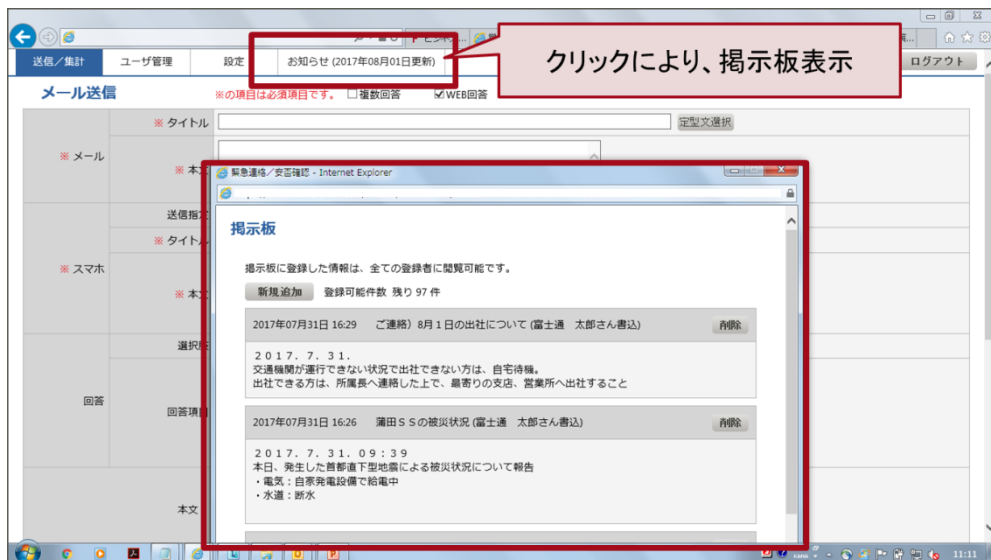 クリックにより、掲示板表示
送信／集計
ユーザ管理
設定
お知らせ (2017年08月01日更新)
ログアウト
メール送信
※の項目は必須項目です。
複数回答
WEB回答
※ メール
※ タイトル
定型文選択
※ 本文
送信指定
※ スマホ
※ タイトル
※ 本文
回答
回答項目
本文
緊急連絡／安否確認 - Internet Explorer
掲示板
掲示板に登録した情報は、全ての登録者に閲覧可能です。
新規追加
登録可能件数 残り 97 件
2017年07月31日 16:29 ご連絡）8月１日の出社について (富士通　太郎さん書込)
削除
２０１７．７．３１．
交通機関が運行できない状況で出社できない方は、自宅待機。
出社できる方は、所属長へ連絡した上で、最寄りの支店、営業所へ出社すること
2017年07月31日 16:26 蒲田ＳＳの被災状況 (富士通　太郎さん書込)
削除
２０１７．７．３１．０９：３９
本日、発生した首都直下型地震による被災状況について報告
・電気：自家発電設備で給電中
・水道：断水
11:11